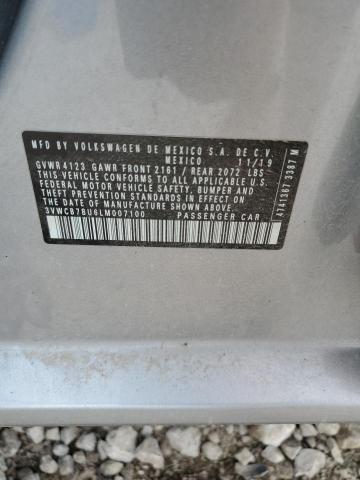 MFD BY VOLKSWAGEN DE MEXICO S.A. DE C.V.
MEXICO 11/19
GVWR 4123 GAWR FRONT 2161 / REAR 2072 LBS
THIS VEHICLE CONFORMS TO ALL APPLICABLE U.S.
FEDERAL MOTOR VEHICLE SAFETY, BUMPER AND
THEFT PREVENTION STANDARDS IN EFFECT ON THE
DATE OF MANUFACTURE SHOWN ABOVE.
3VWCB7BU6LM007100 PASSENGER CAR
4141367 3387 M